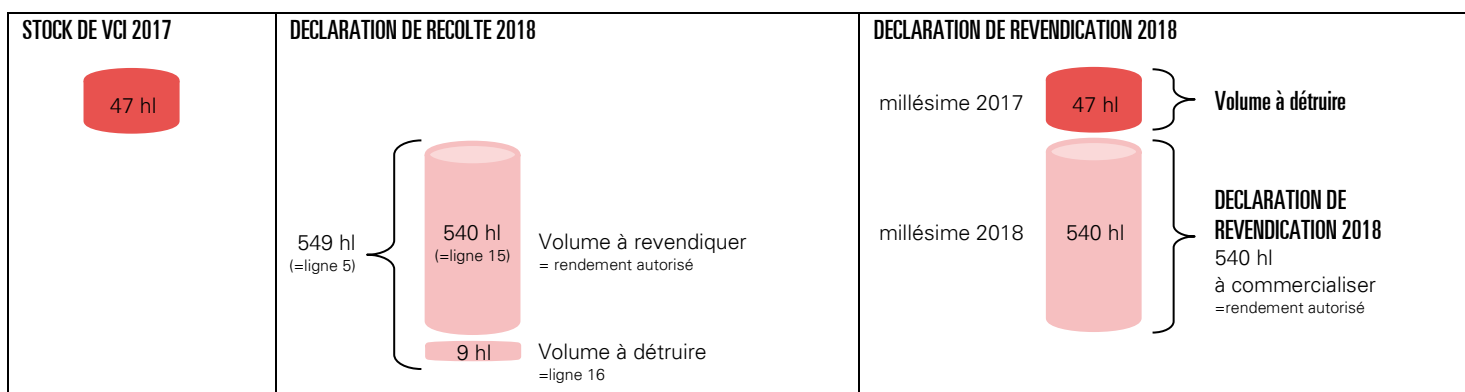 STOCK DE VCI 2017
47 hl
DECLARATION DE RECOLTE 2018
549 hl
(=ligne 5)
540 hl
(=ligne 15)
Volume à revendiquer
= rendement autorisé
9 hl
Volume à détruire
=ligne 16
DECLARATION DE REVENDICATION 2018
millésime 2017
47 hl
Volume à détruire
millésime 2018
540 hl
DECLARATION DE
REVENDICATION 2018
540 hl
à commercialiser
=rendement autorisé